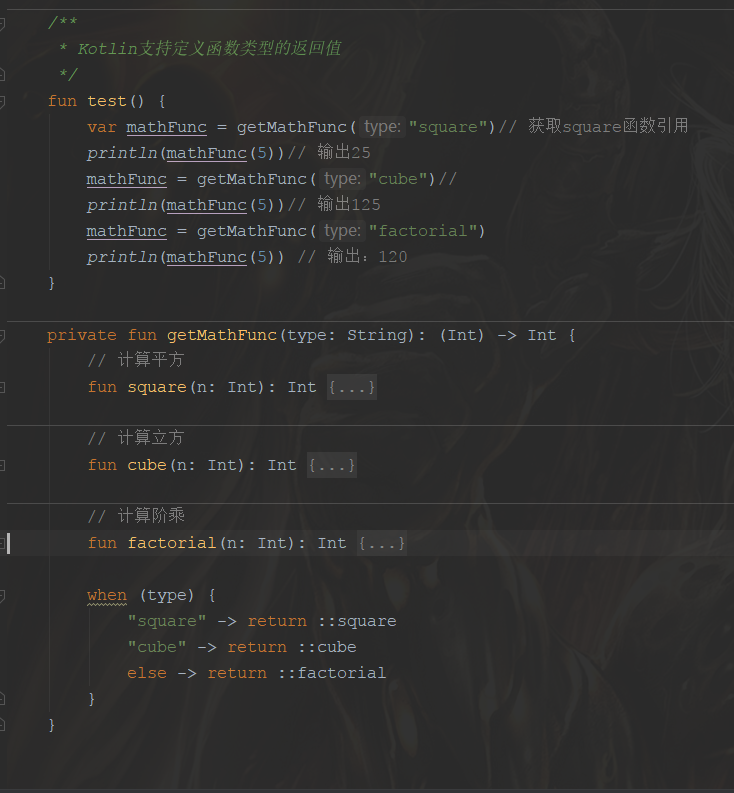 /**
 * Kotlin支持定义函数类型的返回值
 */
fun test() {
    var mathFunc = getMathFunc( type: "square")// 获取square函数引用
    println(mathFunc(5))// 输出25
    mathFunc = getMathFunc( type: "cube")//
    println(mathFunc(5))// 输出125
    mathFunc = getMathFunc( type: "factorial")
    println(mathFunc(5)) // 输出：120
}
private fun getMathFunc(type: String): (Int) -> Int {
    // 计算平方
    fun square(n: Int): Int {...}
    // 计算立方
    fun cube(n: Int): Int {...}
    // 计算阶乘
    fun factorial(n: Int): Int {...}
    when (type) {
        "square" -> return ::square
        "cube" -> return ::cube
        else -> return ::factorial
    }
}